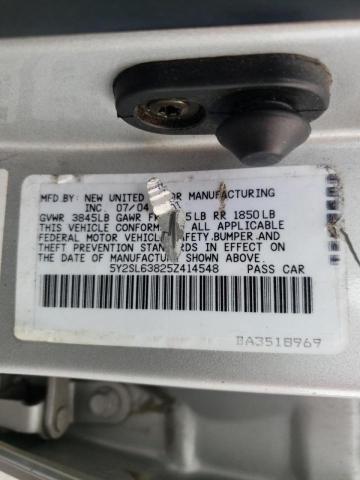 MFD.BY: NEW UNITED MOTOR MANUFACTURING
INC. 07/04
GVWR 3845LB GAWR LB RR 1850LB
THIS VEHICLE CONFORMS ALL APPLICABLE
FEDERAL MOTOR VEHICLE SAFETY, BUMPER AND
THEFT PREVENTION STANDARDS IN EFFECT ON
THE DATE OF MANUFACTURE SHOWN ABOVE.
5Y2SL63825Z414548 PASS CAR
BA3518969